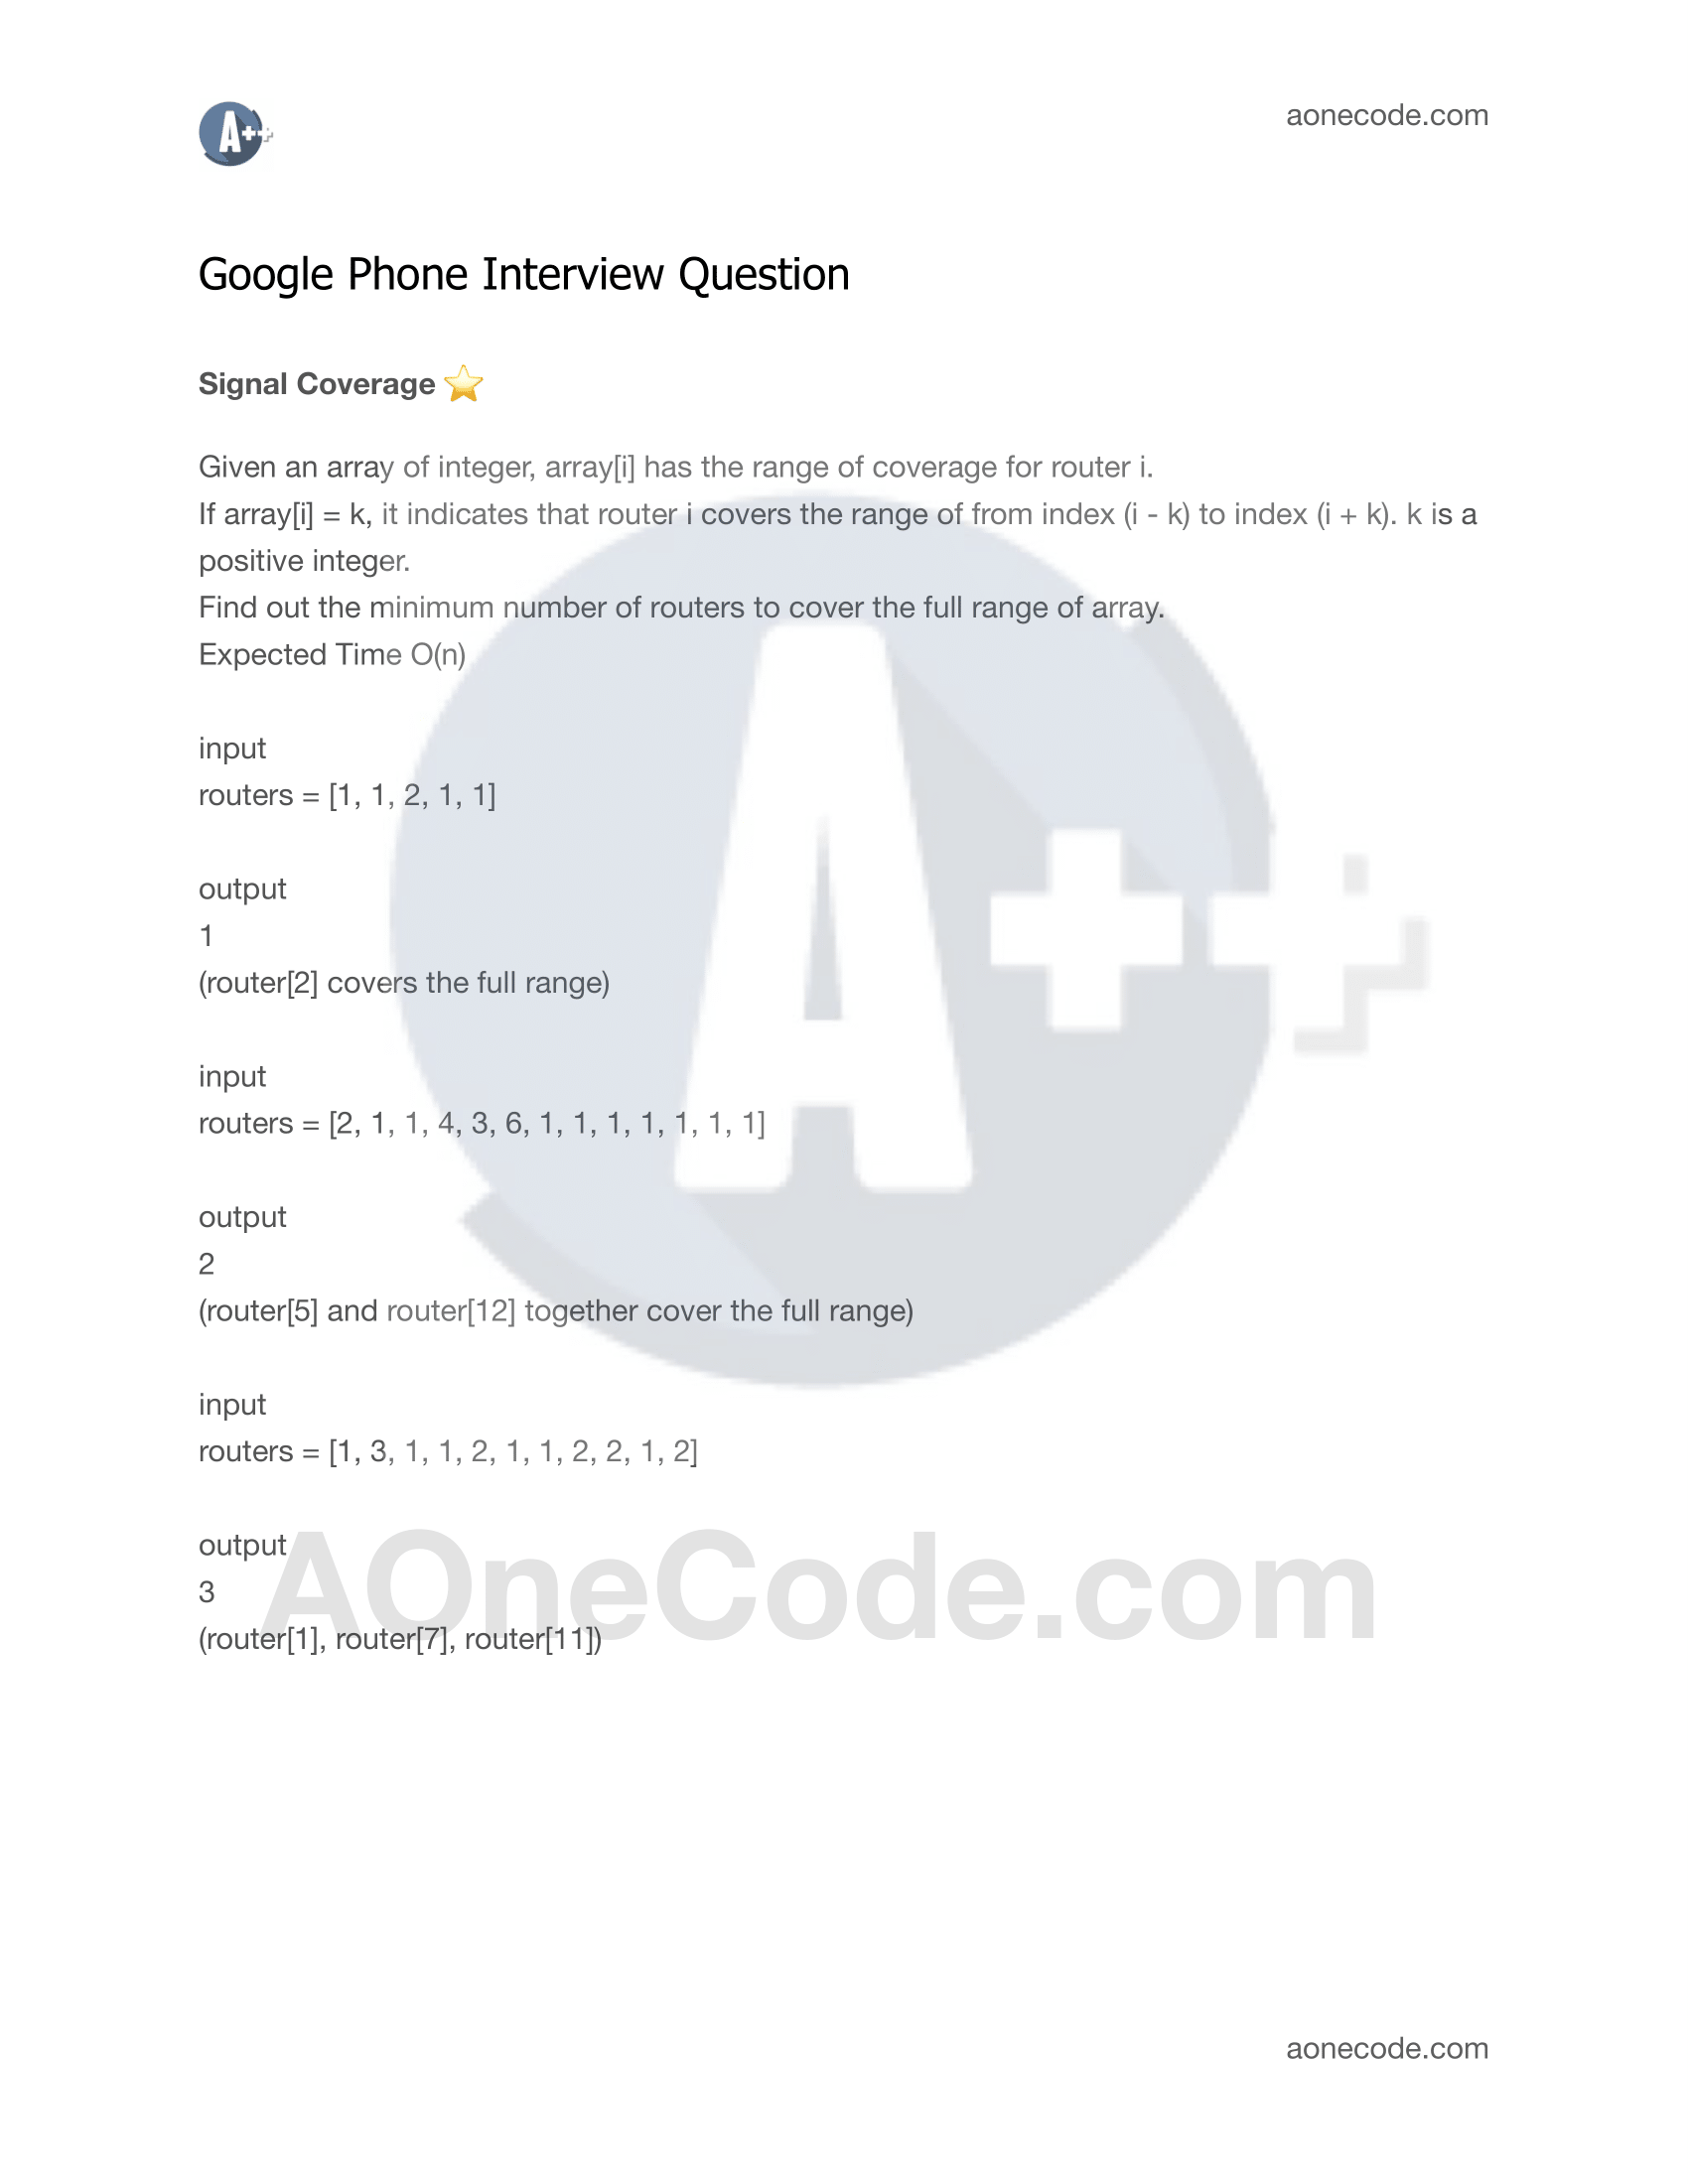 A++
aonecode.com
Google Phone Interview Question
Signal Coverage ⭐
Given an array of integer, array[i] has the range of coverage for router i.
If array[i] = k, it indicates that router i covers the range of from index (i - k) to index (i + k). k is a
positive integer.
Find out the minimum number of routers to cover the full range of array.
Expected Time O(n)
input
routers = [1, 1, 2, 1, 1]
output
1
(router[2] covers the full range)
input
routers = [2, 1, 1, 4, 3, 6, 1, 1, 1, 1, 1, 1, 1]
output
2
(router[5] and router[12] together cover the full range)
input
routers = [1, 3, 1, 1, 2, 1, 1, 2, 2, 1, 2]
output
3
(router[1], router[7], router[11])
A++
AOneCode.com
aonecode.com